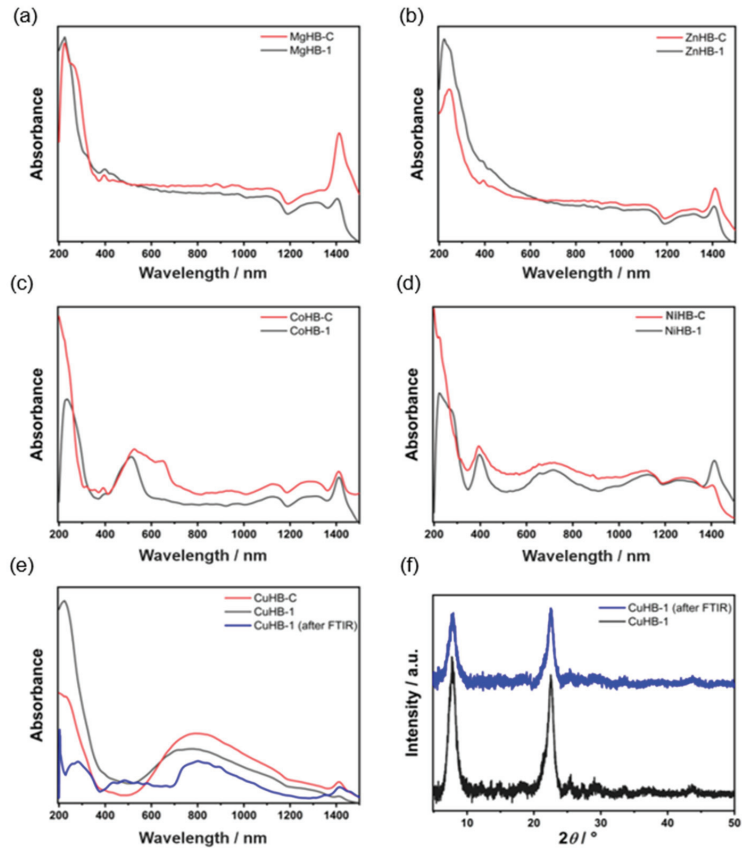 (a)
MgHB-C
MgHB-1
Absorbance
200 400 600 800 1000 1200 1400
Wavelength / nm
(b)
ZnHB-C
ZnHB-1
Absorbance
200 400 600 800 1000 1200 1400
Wavelength / nm
(c)
CoHB-C
CoHB-1
Absorbance
200 400 600 800 1000 1200 1400
Wavelength / nm
(d)
NiHB-C
NiHB-1
Absorbance
200 400 600 800 1000 1200 1400
Wavelength / nm
(e)
CuHB-C
CuHB-1
CuHB-1 (after FTIR)
Absorbance
200 400 600 800 1000 1200 1400
Wavelength / nm
(f)
CuHB-1 (after FTIR)
CuHB-1
Intensity / a.u.
10 20 30 40 50
2θ / °